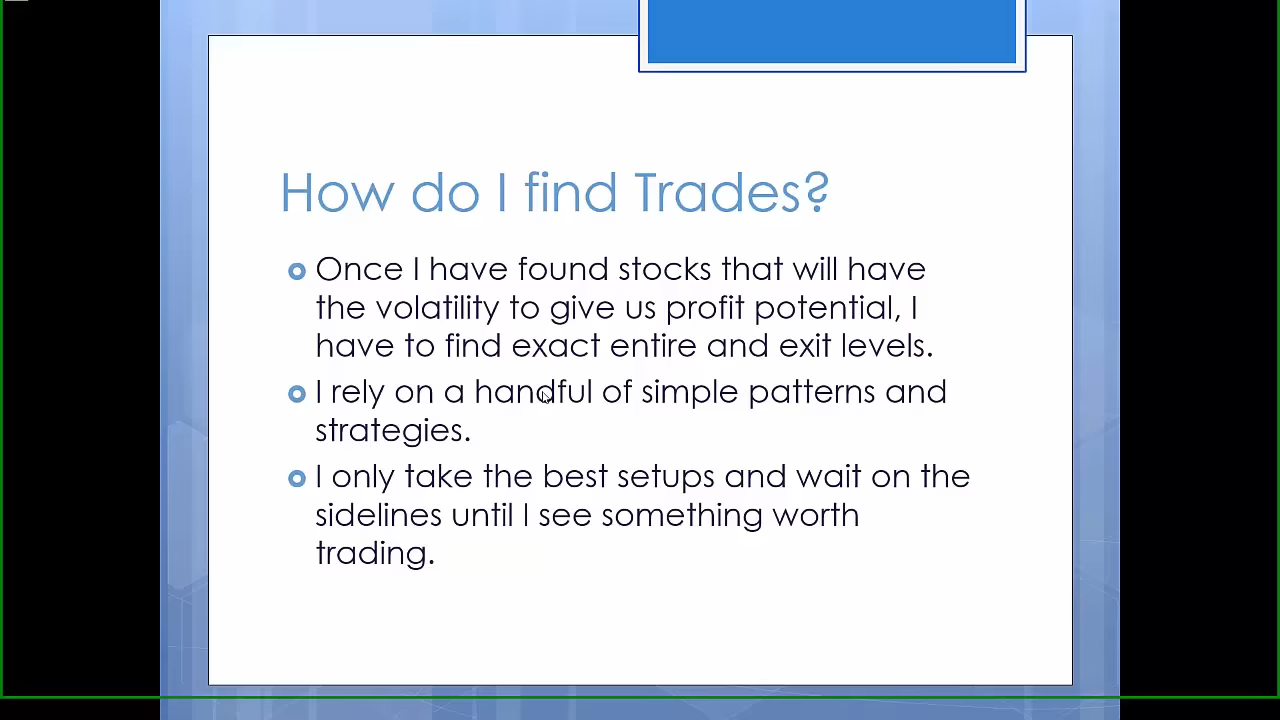 How do I find Trades?
Once I have found stocks that will have
the volatility to give us profit potential, I
have to find exact entire and exit levels.
I rely on a handful of simple patterns and
strategies.
I only take the best setups and wait on the
sidelines until I see something worth
trading.